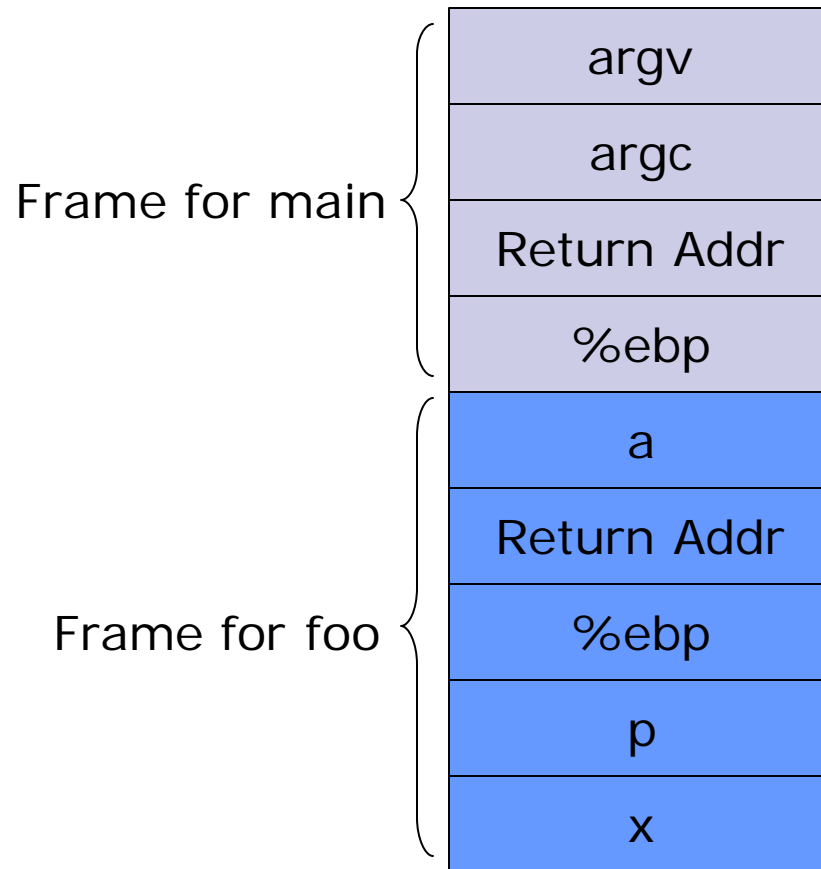 argv
argc
Frame for main
Return Addr
%ebp
a
Return Addr
Frame for foo
%ebp
p
x